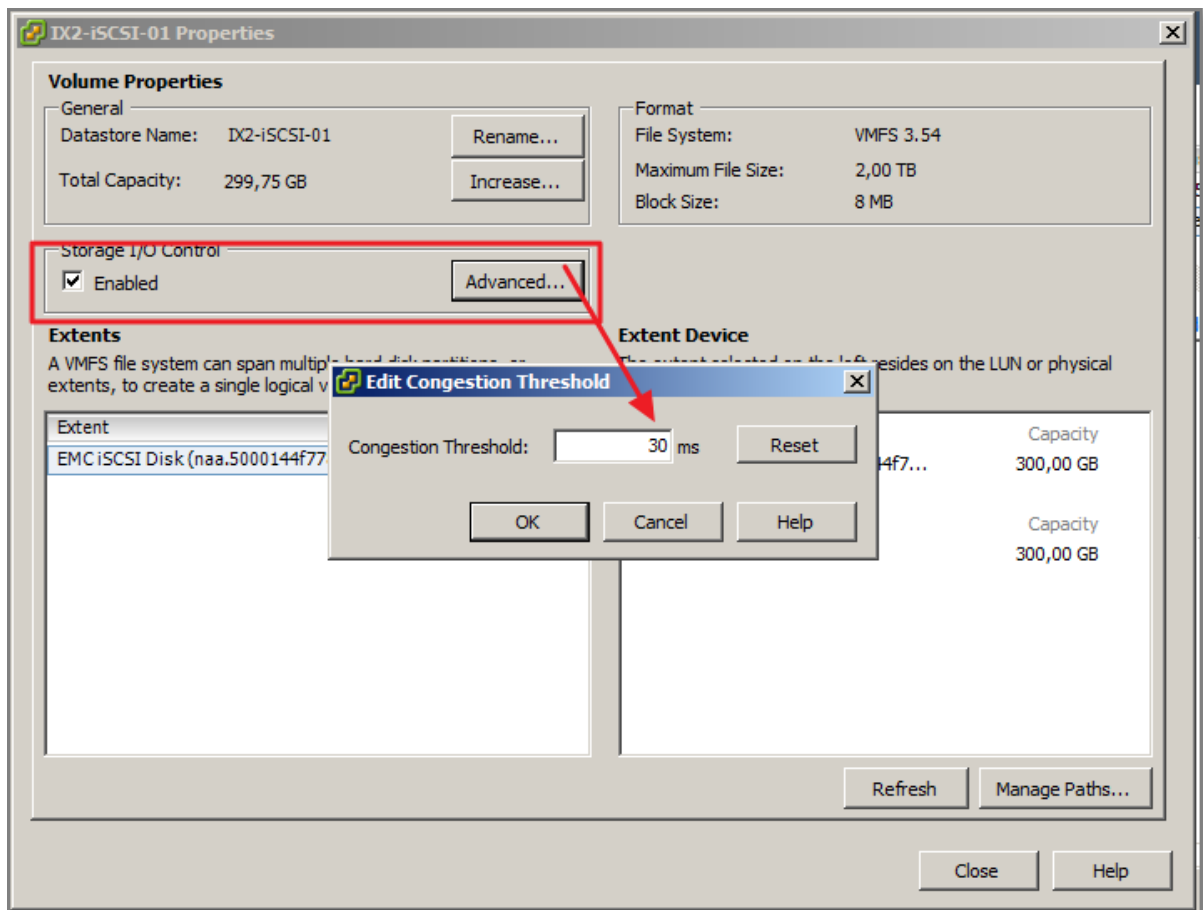 IX2-iSCSI-01 Properties
Volume Properties
General
Datastore Name: IX2-iSCSI-01
Rename...
Total Capacity: 299,75 GB
Increase...
Format
File System: VMFS 3.54
Maximum File Size: 2,00 TB
Block Size: 8 MB
Storage I/O Control
Enabled
Advanced...
Extents
A VMFS file system can span multiple hard disk partitions, or
extents, to create a single logical v
Extent
EMC iSCSI Disk (naa.5000144f77
Extent Device
The extent selected on the left resides on the LUN or physical
Capacity
44f7... 300,00 GB
Capacity
300,00 GB
Edit Congestion Threshold
Congestion Threshold: 30 ms
Reset
OK
Cancel
Help
Refresh
Manage Paths...
Close
Help